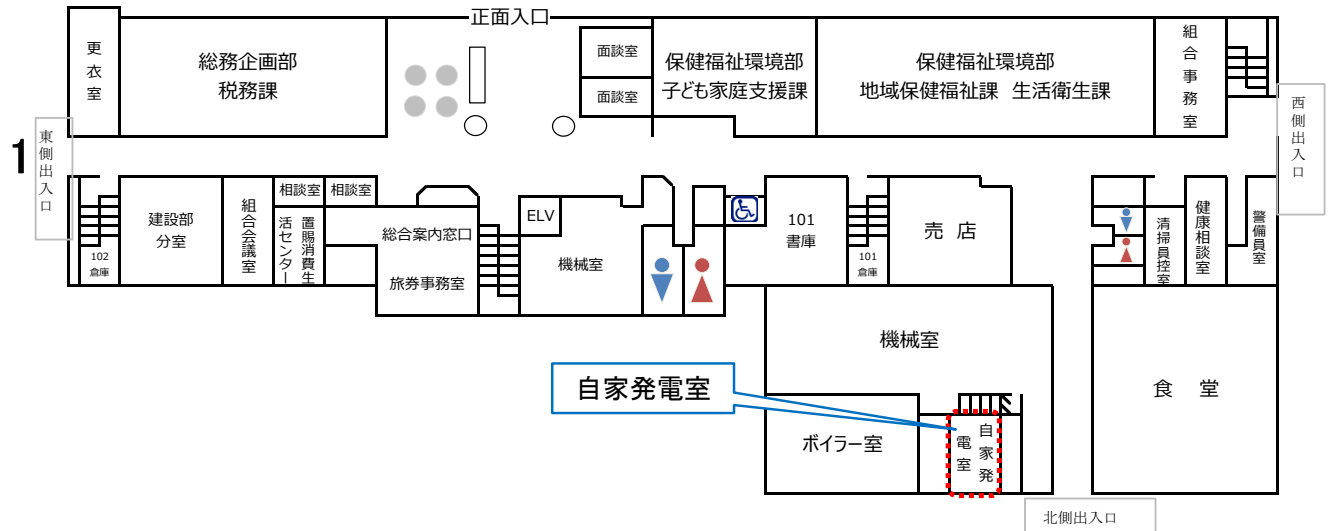 正面入口
更衣室
総務企画部
税務課
面談室
面談室
保健福祉環境部
子ども家庭支援課
保健福祉環境部
地域保健福祉課 生活衛生課
組合事務室
西側出入口
1
東側出入口
102
倉庫
建設部
分室
組合会議室
相談室
相談室
置賜消費生
活センター
総合案内窓口
旅券事務室
ELV
機械室
101
書庫
101
倉庫
売店
清掃員控室
健康相談室
警備員室
機械室
自家発電室
ボイラー室
自家発
電室
食堂
北側出入口